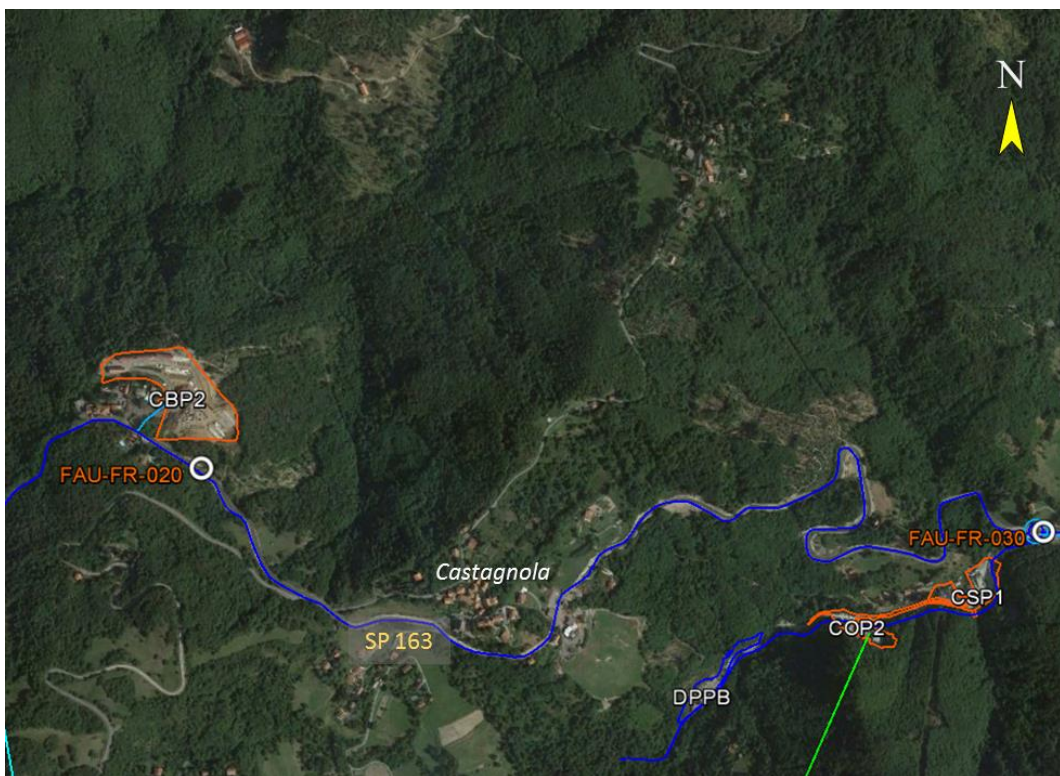 N
CBP2
FAU-FR-020
FAU-FR-030
Castagnola
CSP1
COP2
SP 163
DPPB